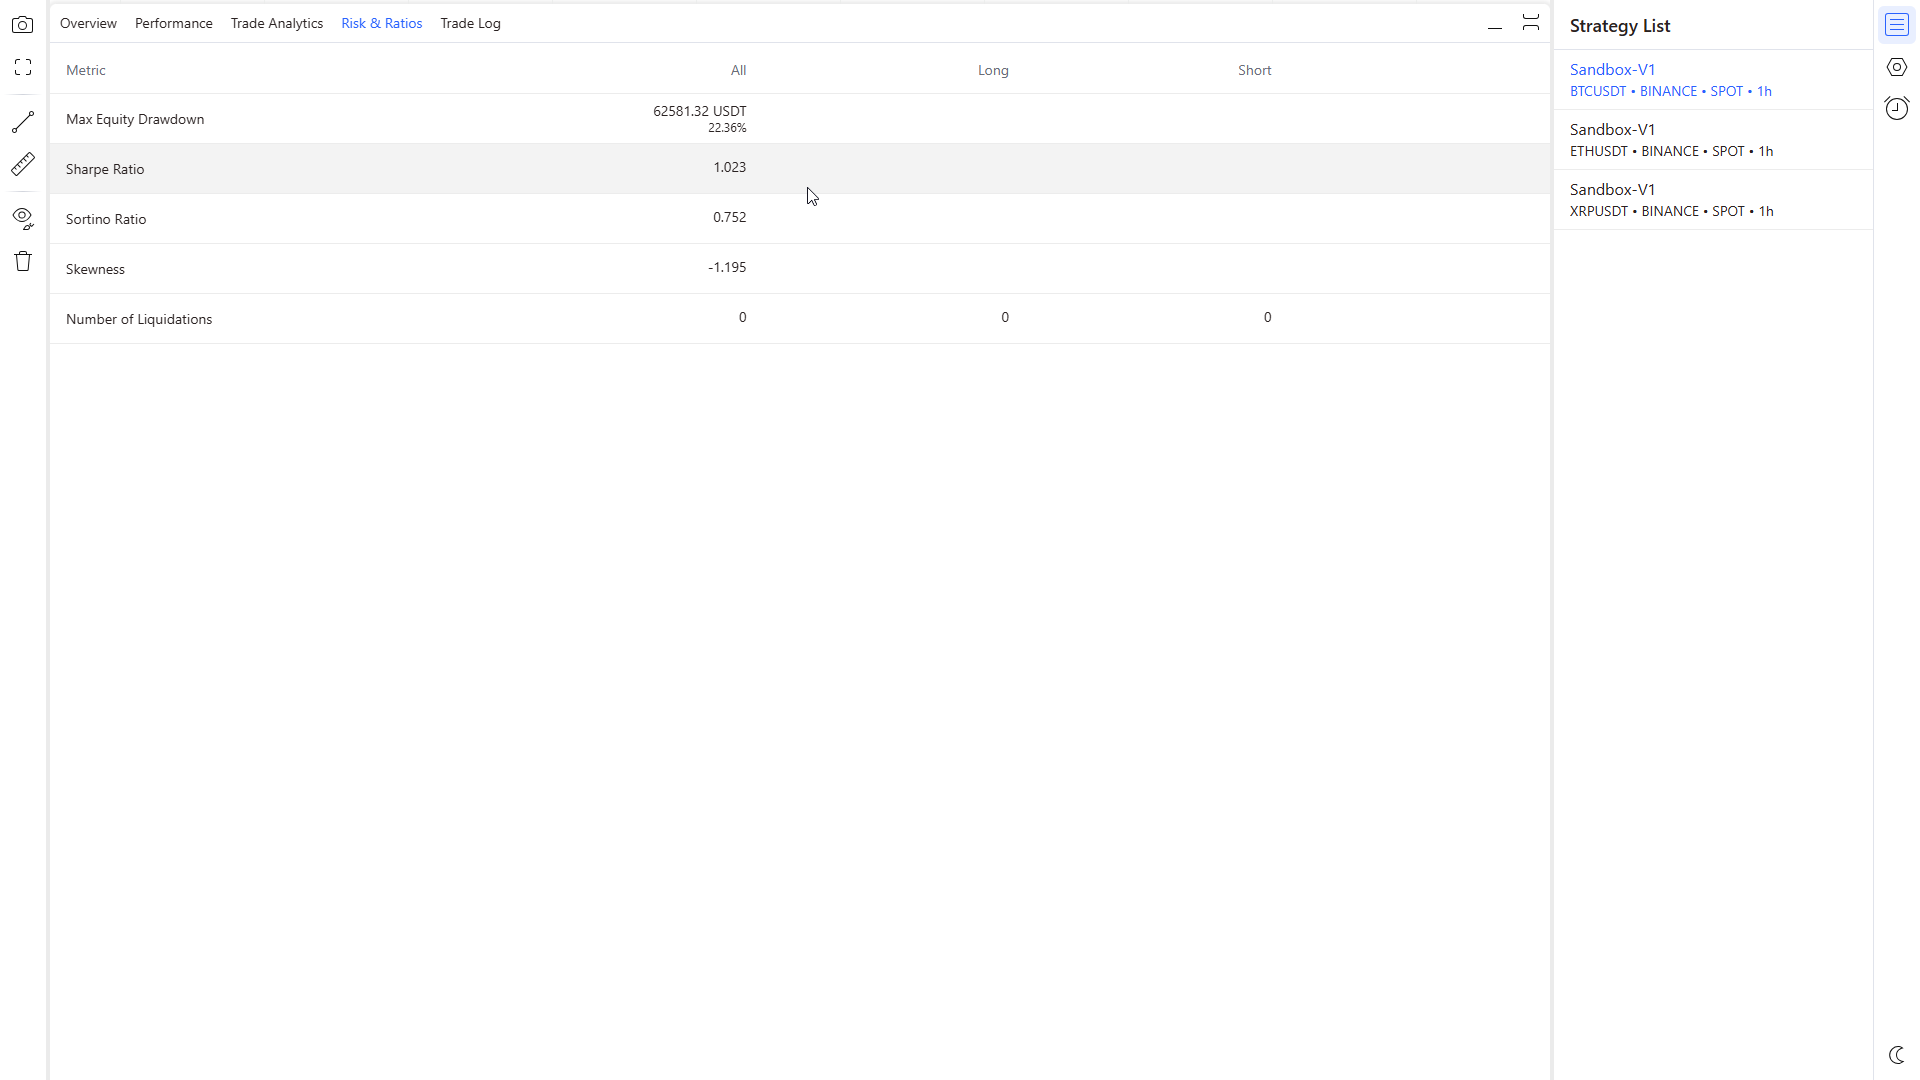 Overview Performance Trade Analytics Risk & Ratios Trade Log
Metric All Long Short
Max Equity Drawdown 62581.32 USDT
22.36%
Sharpe Ratio 1.023
Sortino Ratio 0.752
Skewness -1.195
Number of Liquidations 0 0 0
Strategy List
Sandbox-V1
BTCUSDT • BINANCE • SPOT • 1h
Sandbox-V1
ETHUSDT • BINANCE • SPOT • 1h
Sandbox-V1
XRPUSDT • BINANCE • SPOT • 1h